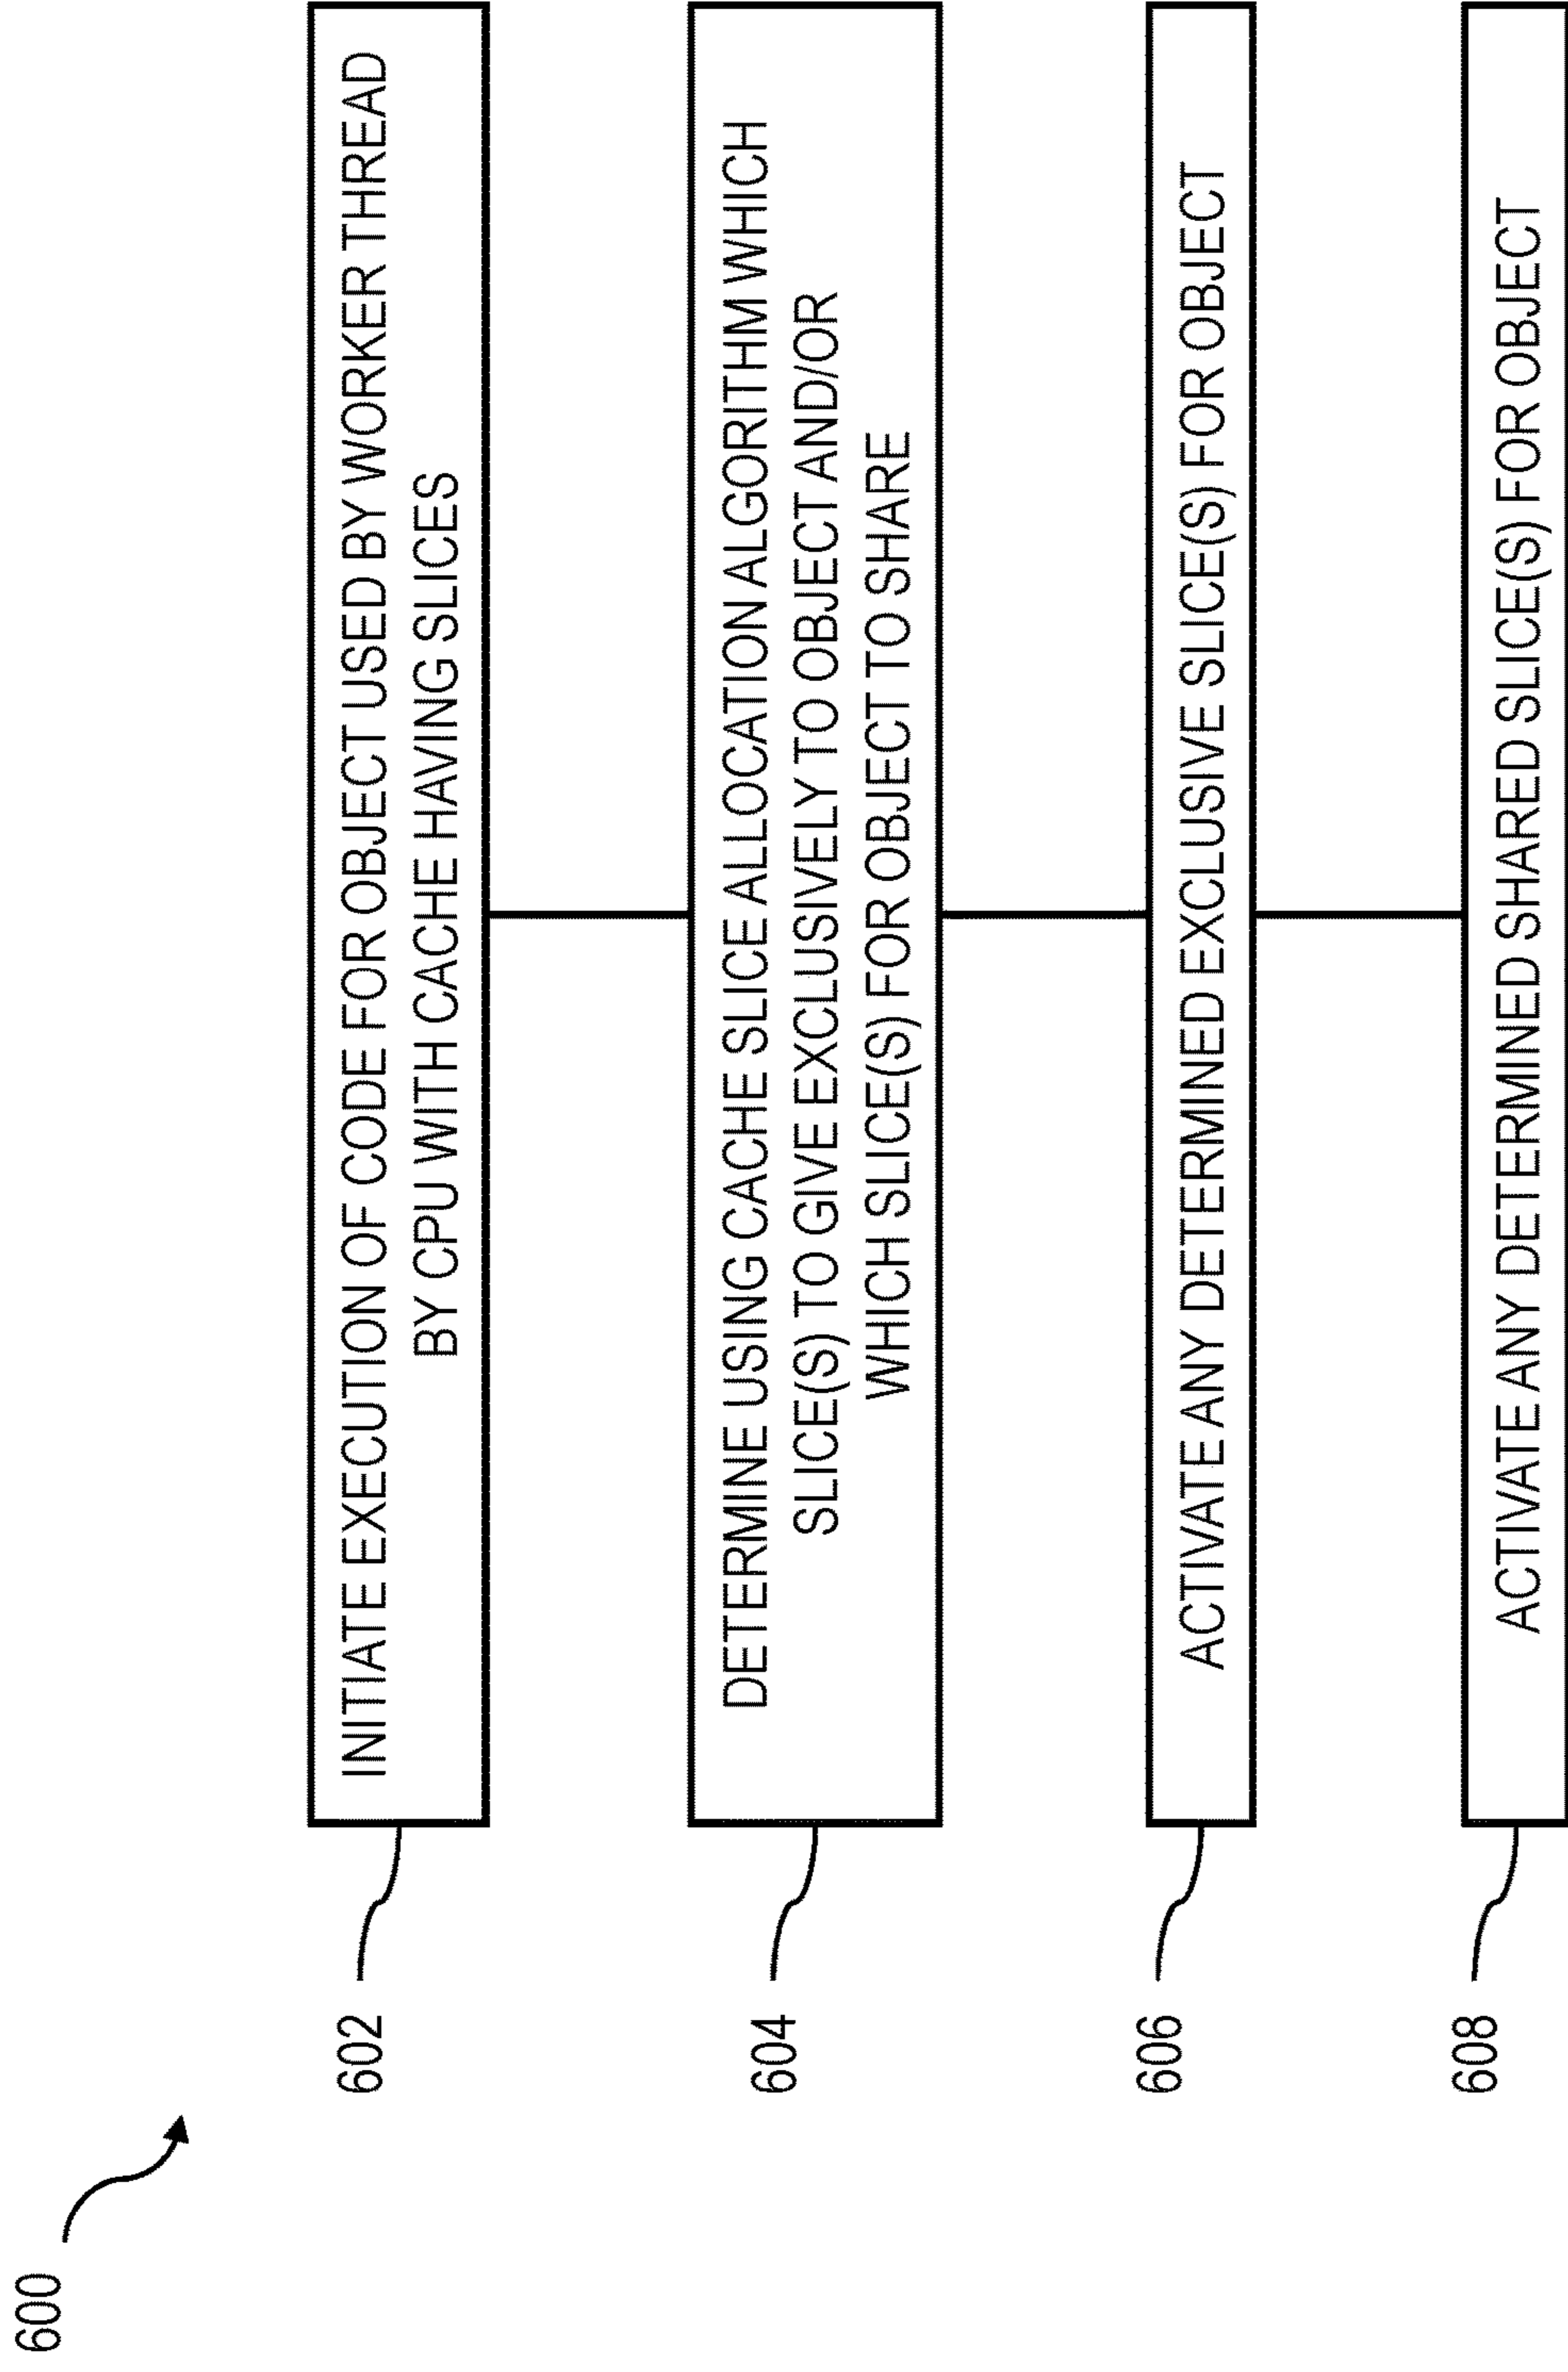 600
602
INITIATE EXECUTION OF CODE FOR OBJECT USED BY WORKER THREAD
BY CPU WITH CACHE HAVING SLICES
604
DETERMINE USING CACHE SLICE ALLOCATION ALGORITHM WHICH
SLICE(S) TO GIVE EXCLUSIVELY TO OBJECT AND/OR
WHICH SLICE(S) FOR OBJECT TO SHARE
606
ACTIVATE ANY DETERMINED EXCLUSIVE SLICE(S) FOR OBJECT
608
ACTIVATE ANY DETERMINED SHARED SLICE(S) FOR OBJECT